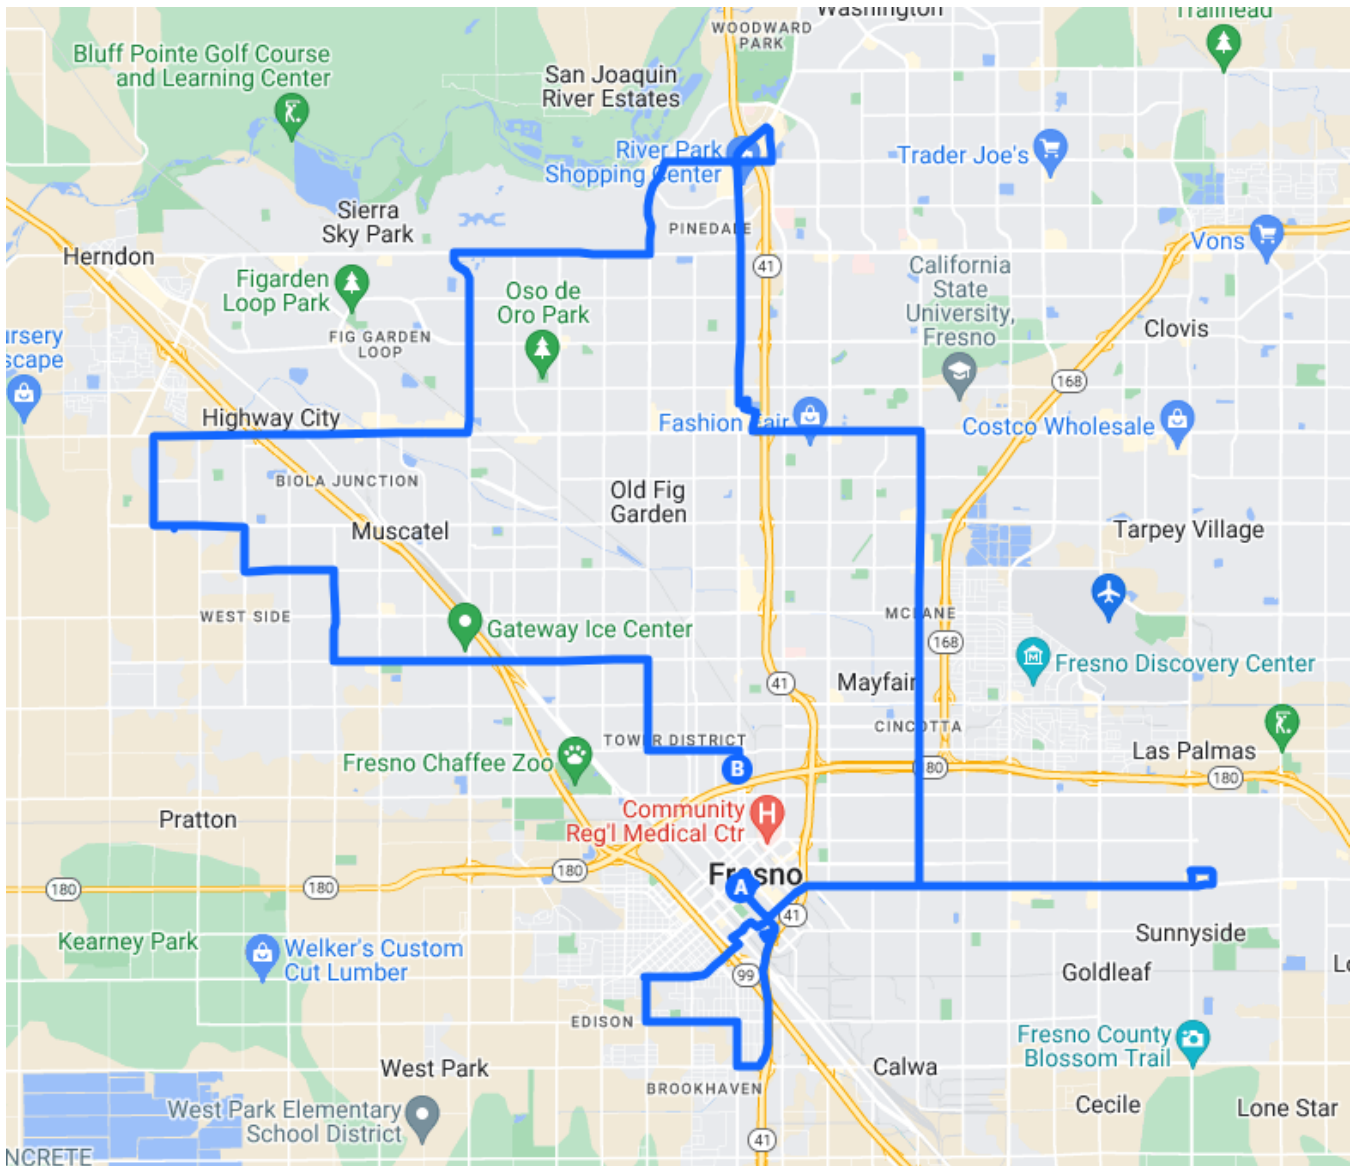 Washington
Trailhead
WOODWARD
PARK
Bluff Pointe Golf Course
and Learning Center
San Joaquin
River Estates
River Park
Shopping Center
Trader Joe's
Sierra
Sky Park
PINEDALE
Vons
Herndon
41
California
State
University,
Fresno
Figarden
Loop Park
Oso de
Oro Park
Clovis
FIG GARDEN
LOOP
168
Highway City
Fashion Fair
Costco Wholesale
BIOLA JUNCTION
Old Fig
Garden
Muscatel
Tarpey Village
WEST SIDE
MCLANE
Gateway Ice Center
168
Fresno Discovery Center
41
Mayfair
CINCOTTA
TOWER DISTRICT
Las Palmas
Fresno Chaffee Zoo
B
180
180
Pratton
Community
Reg'l Medical Ctr
H
180
Fresno
180
180
A
41
Kearney Park
Sunnyside
Welker's Custom
Cut Lumber
99
Goldleaf
EDISON
Fresno County
Blossom Trail
West Park
Calwa
BROOKHAVEN
Cecile
Lone Star
West Park Elementary
School District
41
NCRETE